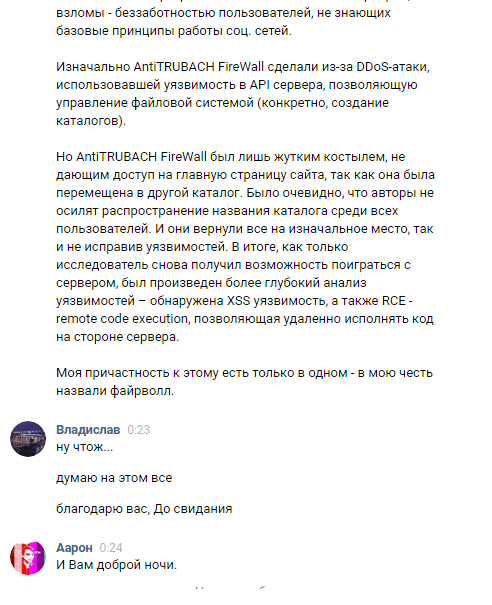 взломы - беззаботностью пользователей, не знающих
базовые принципы работы соц. сетей.
Изначально AntiTRUBACH FireWall сделали из-за DDoS-атаки,
использовавшей уязвимость в API сервера, позволяющую
управление файловой системой (конкретно, создание
каталогов).
Но AntiTRUBACH FireWall был лишь жутким костылем, не
дающим доступ на главную страницу сайта, так как она была
перемещена в другой каталог. Было очевидно, что авторы не
осилят распространение названия каталога среди всех
пользователей. И они вернули все на изначальное место, так
и не исправив уязвимостей. В итоге, как только
исследователь снова получил возможность поиграться с
сервером, был произведен более глубокий анализ
уязвимостей – обнаружена XSS уязвимость, а также RCE -
remote code execution, позволяющая удаленно исполнять код
на стороне сервера.
Моя причастность к этому есть только в одном - в мою честь
назвали файрволл.
Владислав 0:23
ну чтож...
думаю на этом все
благодарю вас, До свидания
Аарон 0:24
И Вам доброй ночи.